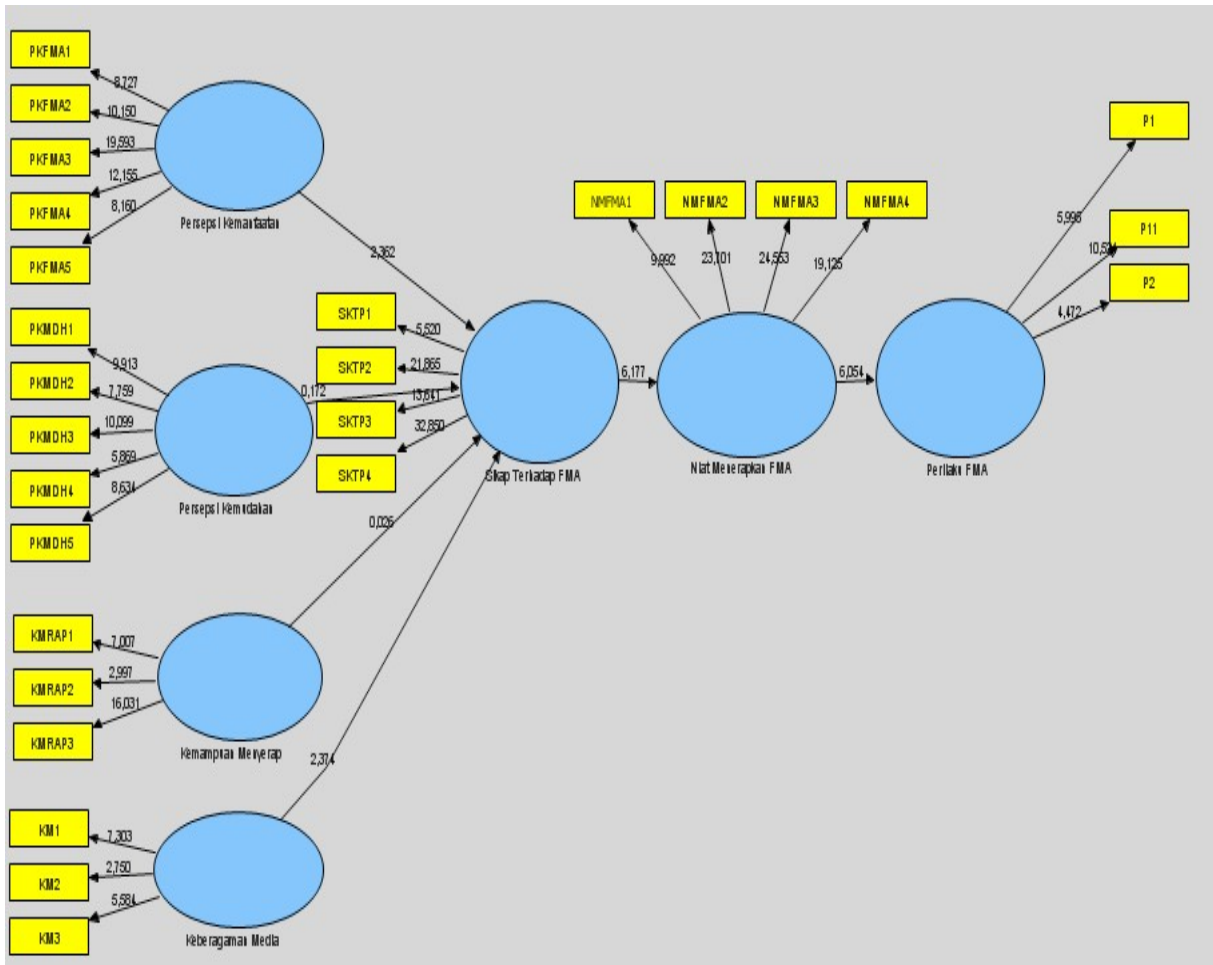 PKFMA1
8,727
PKFMA2
10,150
PKFMA3
19,593
PKFMA4
12,155
PKFMA5
8,160
Persepsi Kemanfaatan
2,362
PKMDH1
9,913
PKMDH2
7,759
PKMDH3
10,099
PKMDH4
5,869
PKMDH5
8,634
Persepsi Kemudahan
0,172
KMRAP1
7,007
KMRAP2
2,997
KMRAP3
16,031
Kemampuan Menyerap
0,026
KM1
7,303
KM2
2,750
KM3
5,584
Keberagaman Media
2,374
SKTP1
5,520
SKTP2
21,865
SKTP3
13,641
SKTP4
32,850
Sikap Terhadap FMA
6,177
NMFMA1
NMFMA2
NMFMA3
NMFMA4
9,992
23,701
24,553
19,125
Niat Menerapkan FMA
6,054
P1
5,995
P11
P2
4,472
Perilaku FMA